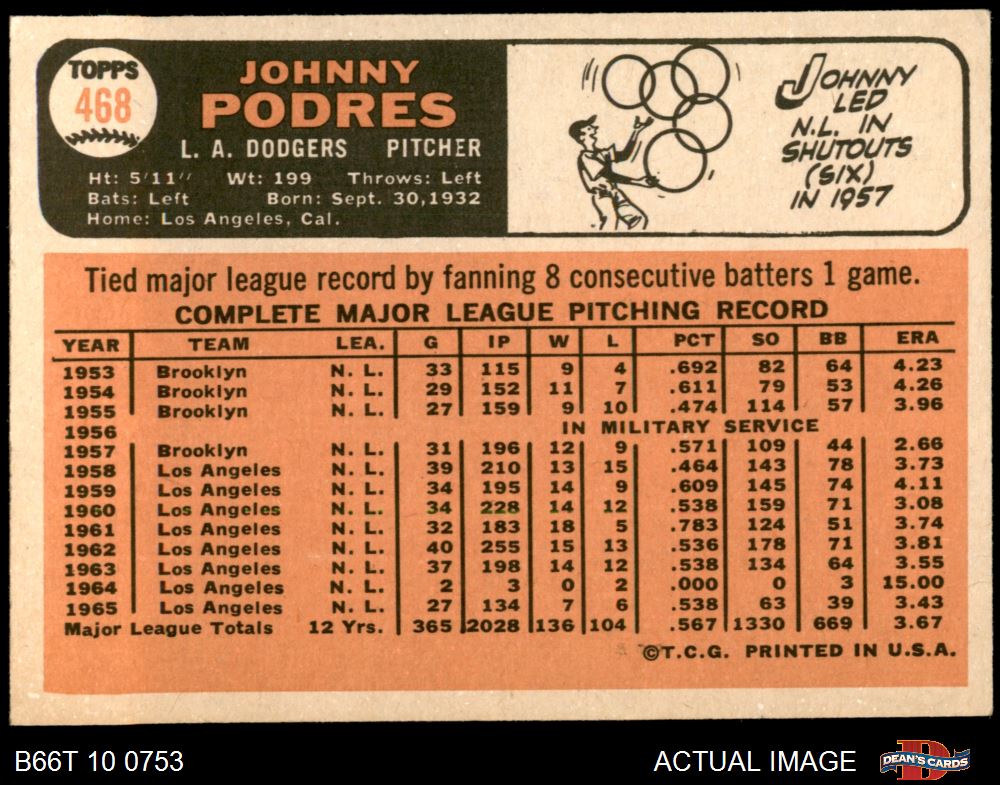 TOPPS
468
JOHNNY
PODRES
L. A. DODGERS PITCHER
Ht: 5'11" Wt: 199 Throws: Left
Bats: Left Born: Sept. 30,1932
Home: Los Angeles, Cal.
JOHNNY
LED
N.L. IN
SHUTOUTS
(SIX)
IN 1957
Tied major league record by fanning 8 consecutive batters 1 game.
COMPLETE MAJOR LEAGUE PITCHING RECORD
YEAR TEAM LEA. G IP W L PCT SO BB ERA
1953 Brooklyn N. L. 33 115 9 4 .692 82 64 4.23
1954 Brooklyn N. L. 29 152 11 7 .611 79 53 4.26
1955 Brooklyn N. L. 27 159 9 10 .474 114 57 3.96
1956 IN MILITARY SERVICE
1957 Brooklyn N. L. 31 196 12 9 .571 109 44 2.66
1958 Los Angeles N. L. 39 210 13 15 .464 143 78 3.73
1959 Los Angeles N. L. 34 195 14 9 .609 145 74 4.11
1960 Los Angeles N. L. 34 228 14 12 .538 159 71 3.08
1961 Los Angeles N. L. 32 183 18 5 .783 124 51 3.74
1962 Los Angeles N. L. 40 255 15 13 .536 178 71 3.81
1963 Los Angeles N. L. 37 198 14 12 .538 134 64 3.55
1964 Los Angeles N. L. 2 3 0 2 .000 0 3 15.00
1965 Los Angeles N. L. 27 134 7 6 .538 63 39 3.43
Major League Totals 12 Yrs. 365 2028 136 104 .567 1330 669 3.67
©T.C.G. PRINTED IN U.S.A.
B66T 10 0753 ACTUAL IMAGE DEAN'S CARDS